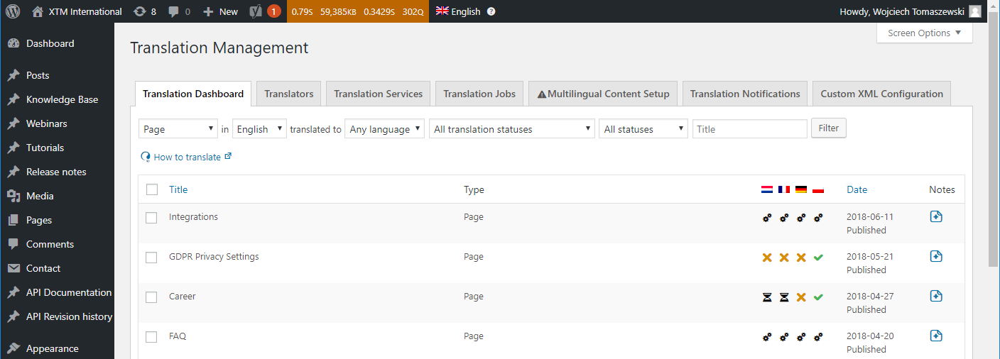 XTM International 8 0 New 1 0.79S 59,385KB 0.3429S 302Q English ? Howdy, Wojciech Tomaszewski
Screen Options
Dashboard
Posts
Knowledge Base
Webinars
Tutorials
Release notes
Media
Pages
Comments
Contact
API Documentation
API Revision history
Appearance
Translation Management
Translation Dashboard Translators Translation Services Translation Jobs Multilingual Content Setup Translation Notifications Custom XML Configuration
Page in English translated to Any language All translation statuses All statuses Title Filter
How to translate
Title Type Date Notes
Integrations Page 2018-06-11
Published
GDPR Privacy Settings Page 2018-05-21
Published
Career Page 2018-04-27
Published
FAQ Page 2018-04-20
Published